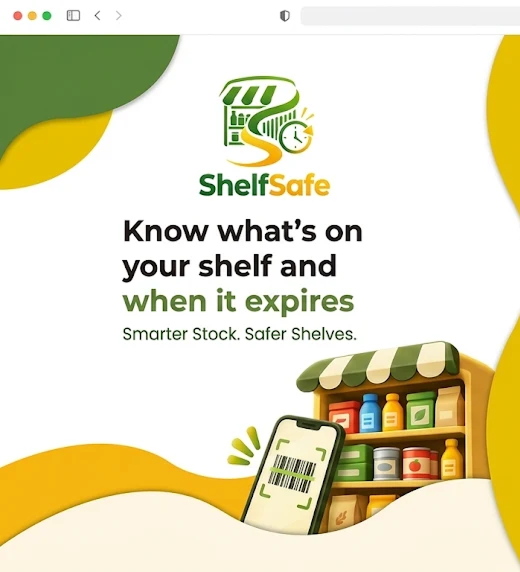 ShelfSafe
Know what's on
your shelf and
when it expires
Smarter Stock. Safer Shelves.